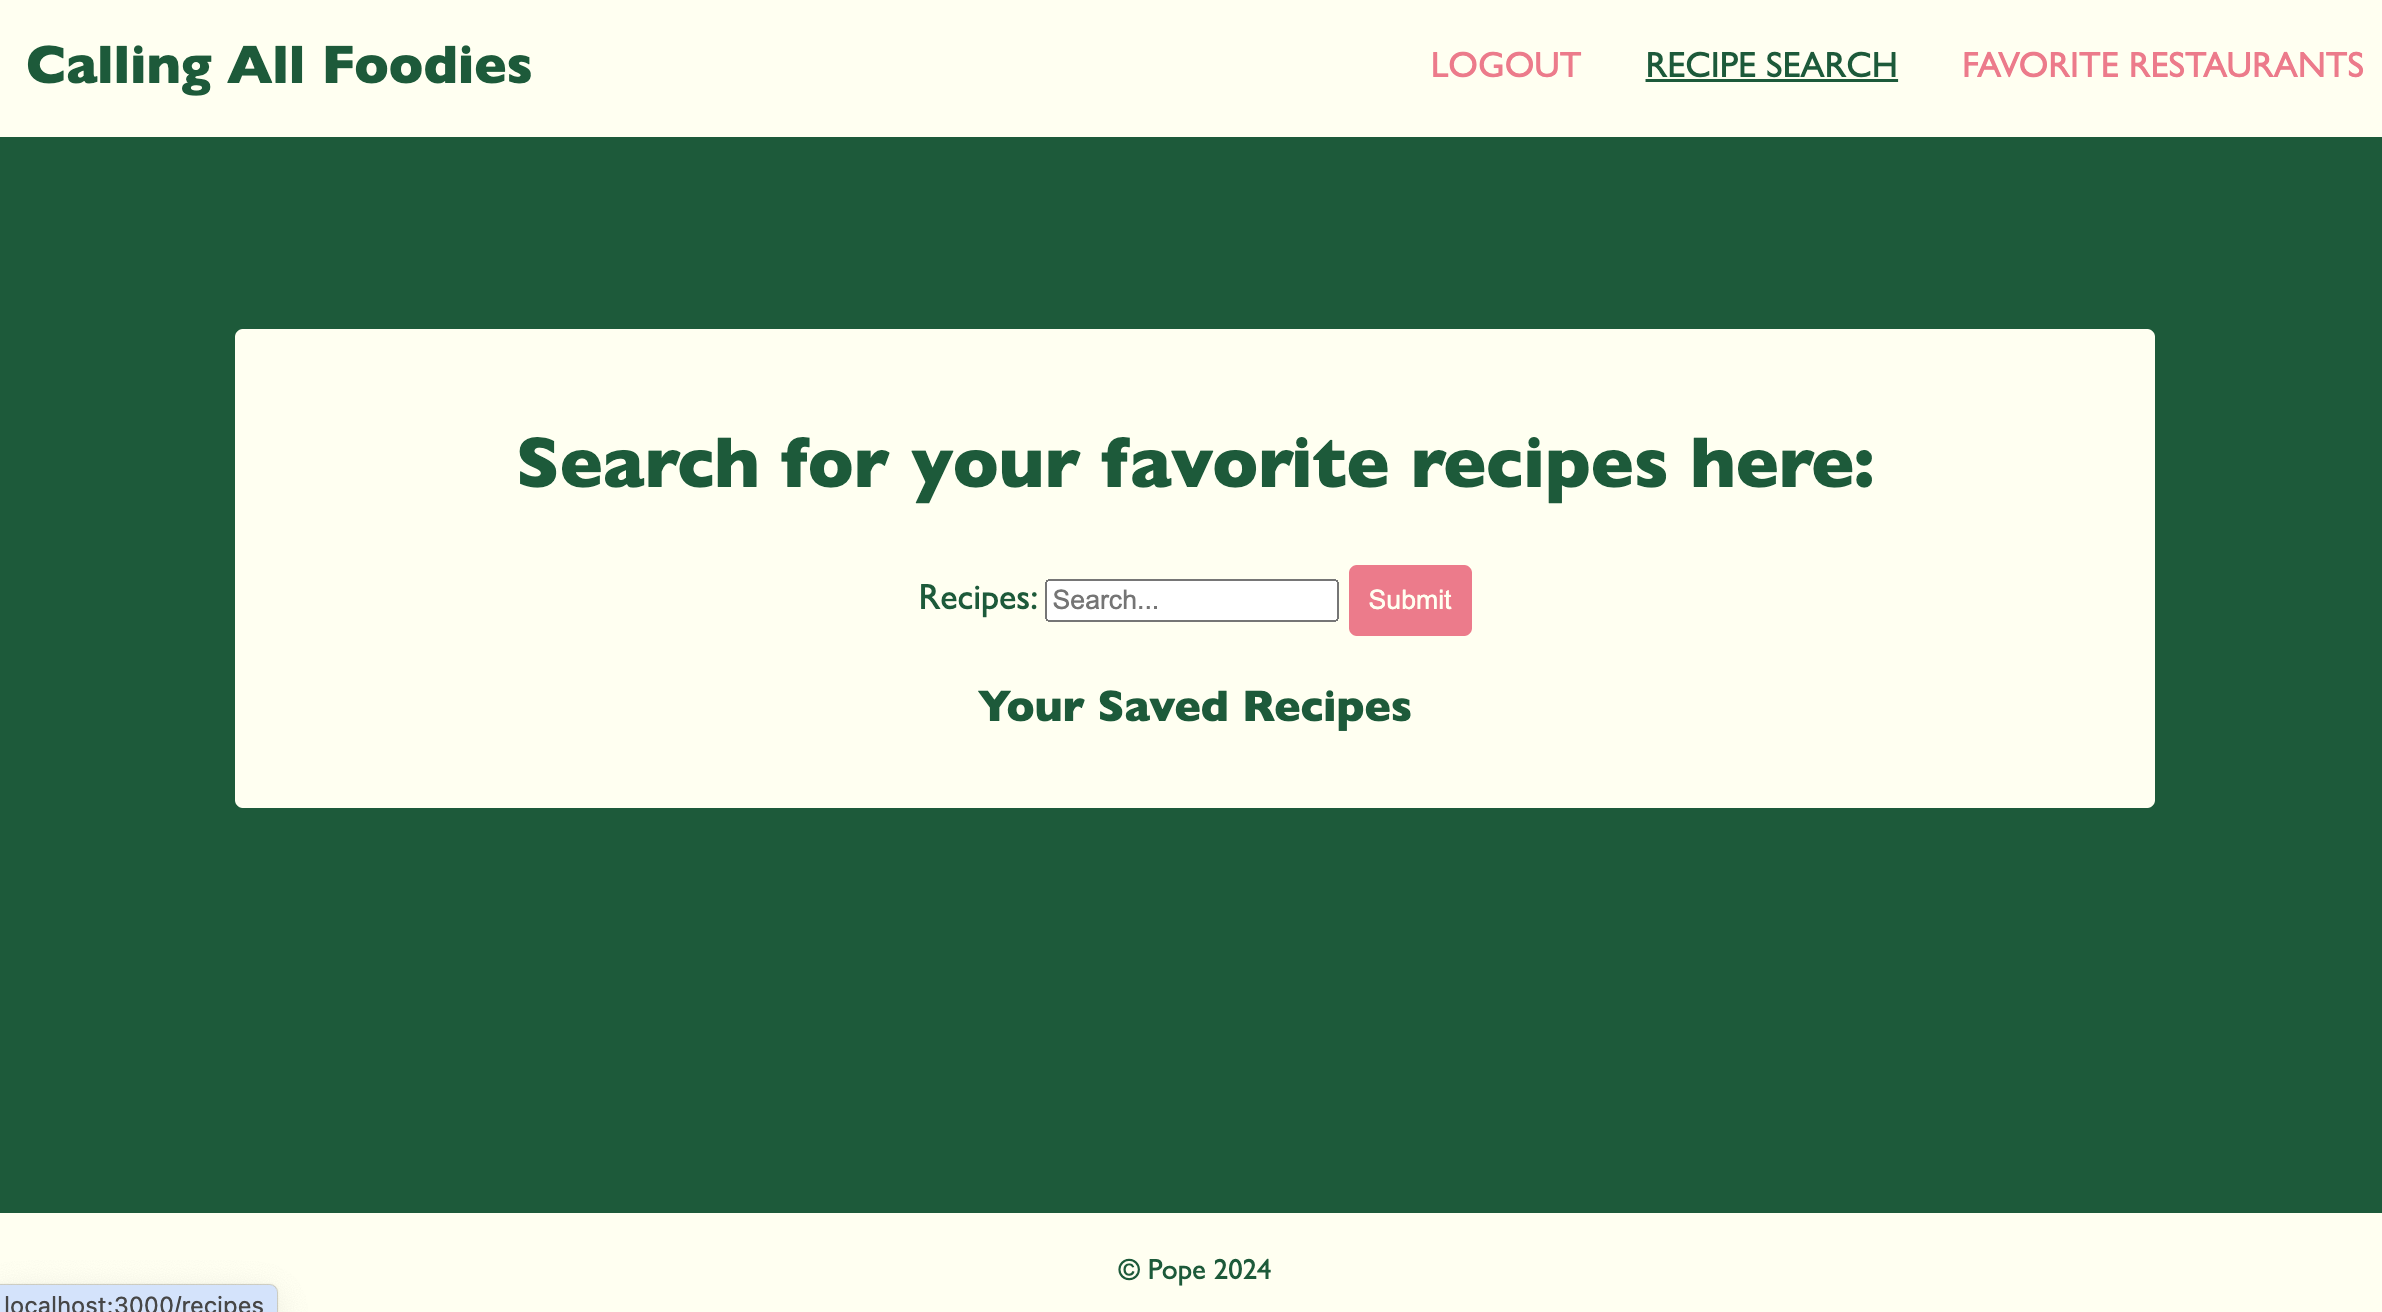 Calling All Foodies
LOGOUT RECIPE SEARCH FAVORITE RESTAURANTS
Search for your favorite recipes here:
Recipes: Search... Submit
Your Saved Recipes
© Pope 2024
localhost:3000/recipes